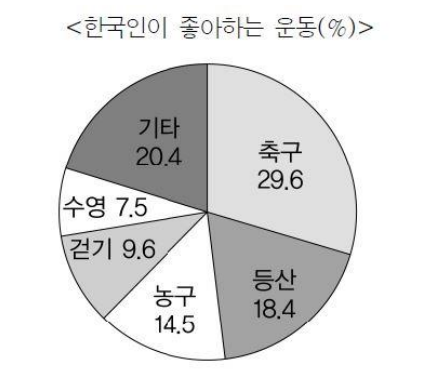 <한국인이 좋아하는 운동(%)>
축구
29.6
등산
18.4
농구
14.5
걷기 9.6
수영 7.5
기타
20.4